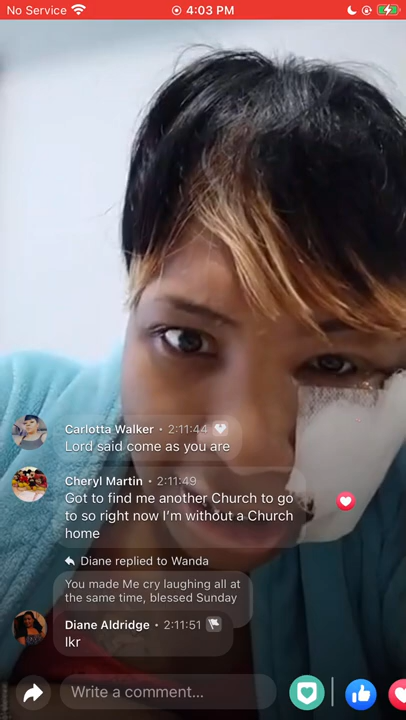 No Service 4:03 PM
Carlotta Walker • 2:11:44
Lord said come as you are
Cheryl Martin • 2:11:49
Got to find me another Church to go
to so right now I'm without a Church
home
Diane replied to Wanda
You made Me cry laughing all at
the same time, blessed Sunday
Diane Aldridge • 2:11:51
Ikr
Write a comment...